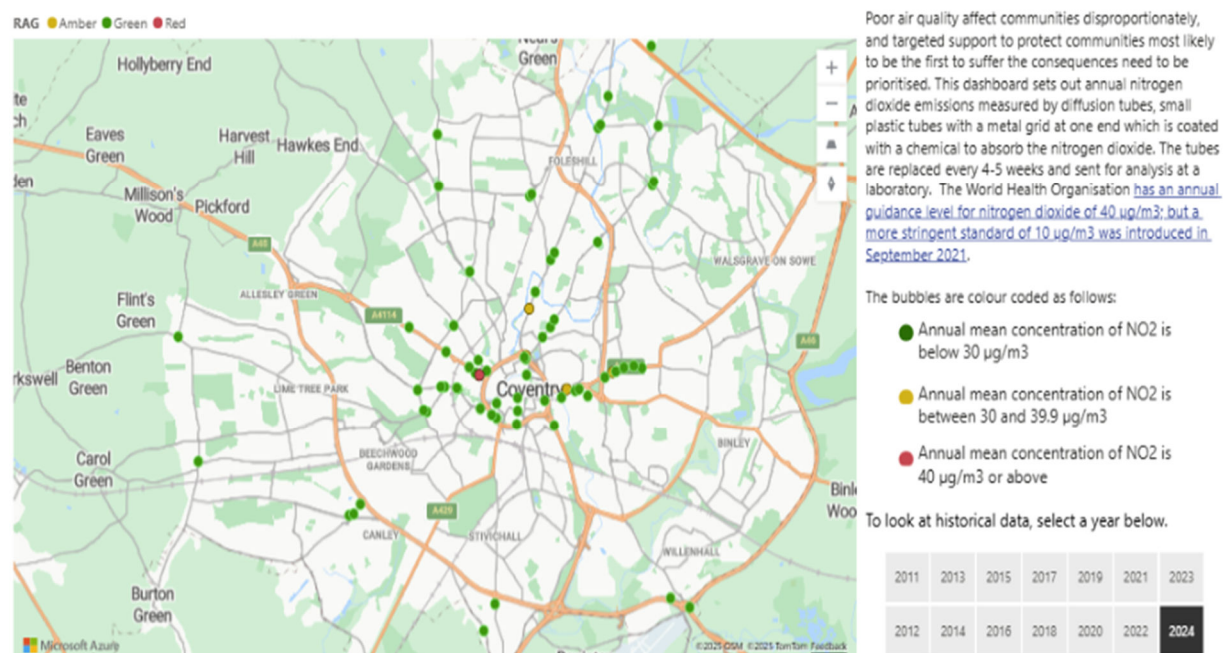 RAG Amber Green Red
Hollyberry End
Green
Eaves
Green
Harvest
Hill
Hawkes End
FOLESHILL
Millison's
Wood
Pickford
A45
WALSGRAVE ON SOWE
ALLESLEY GREEN
Flint's
Green
A4114
A46
Benton
Green
rkswell
LIME TREE PARK
Coventry
BEECHWOOD
GARDENS
BINLEY
Carol
Green
A429
CANLEY
STIVICHALL
WILLENHALL
Burton
Green
Microsoft Azure
©2025 OSM ©2025 TomTom Feedback
Poor air quality affect communities disproportionately,
and targeted support to protect communities most likely
to be the first to suffer the consequences need to be
prioritised. This dashboard sets out annual nitrogen
dioxide emissions measured by diffusion tubes, small
plastic tubes with a metal grid at one end which is coated
with a chemical to absorb the nitrogen dioxide. The tubes
are replaced every 4-5 weeks and sent for analysis at a
laboratory. The World Health Organisation has an annual
guidance level for nitrogen dioxide of 40 µg/m3; but a
more stringent standard of 10 µg/m3 was introduced in
September 2021.
The bubbles are colour coded as follows:
Annual mean concentration of NO2 is
below 30 µg/m3
Annual mean concentration of NO2 is
between 30 and 39.9 µg/m3
Annual mean concentration of NO2 is
40 µg/m3 or above
To look at historical data, select a year below.
2011 2013 2015 2017 2019 2021 2023
2012 2014 2016 2018 2020 2022 2024